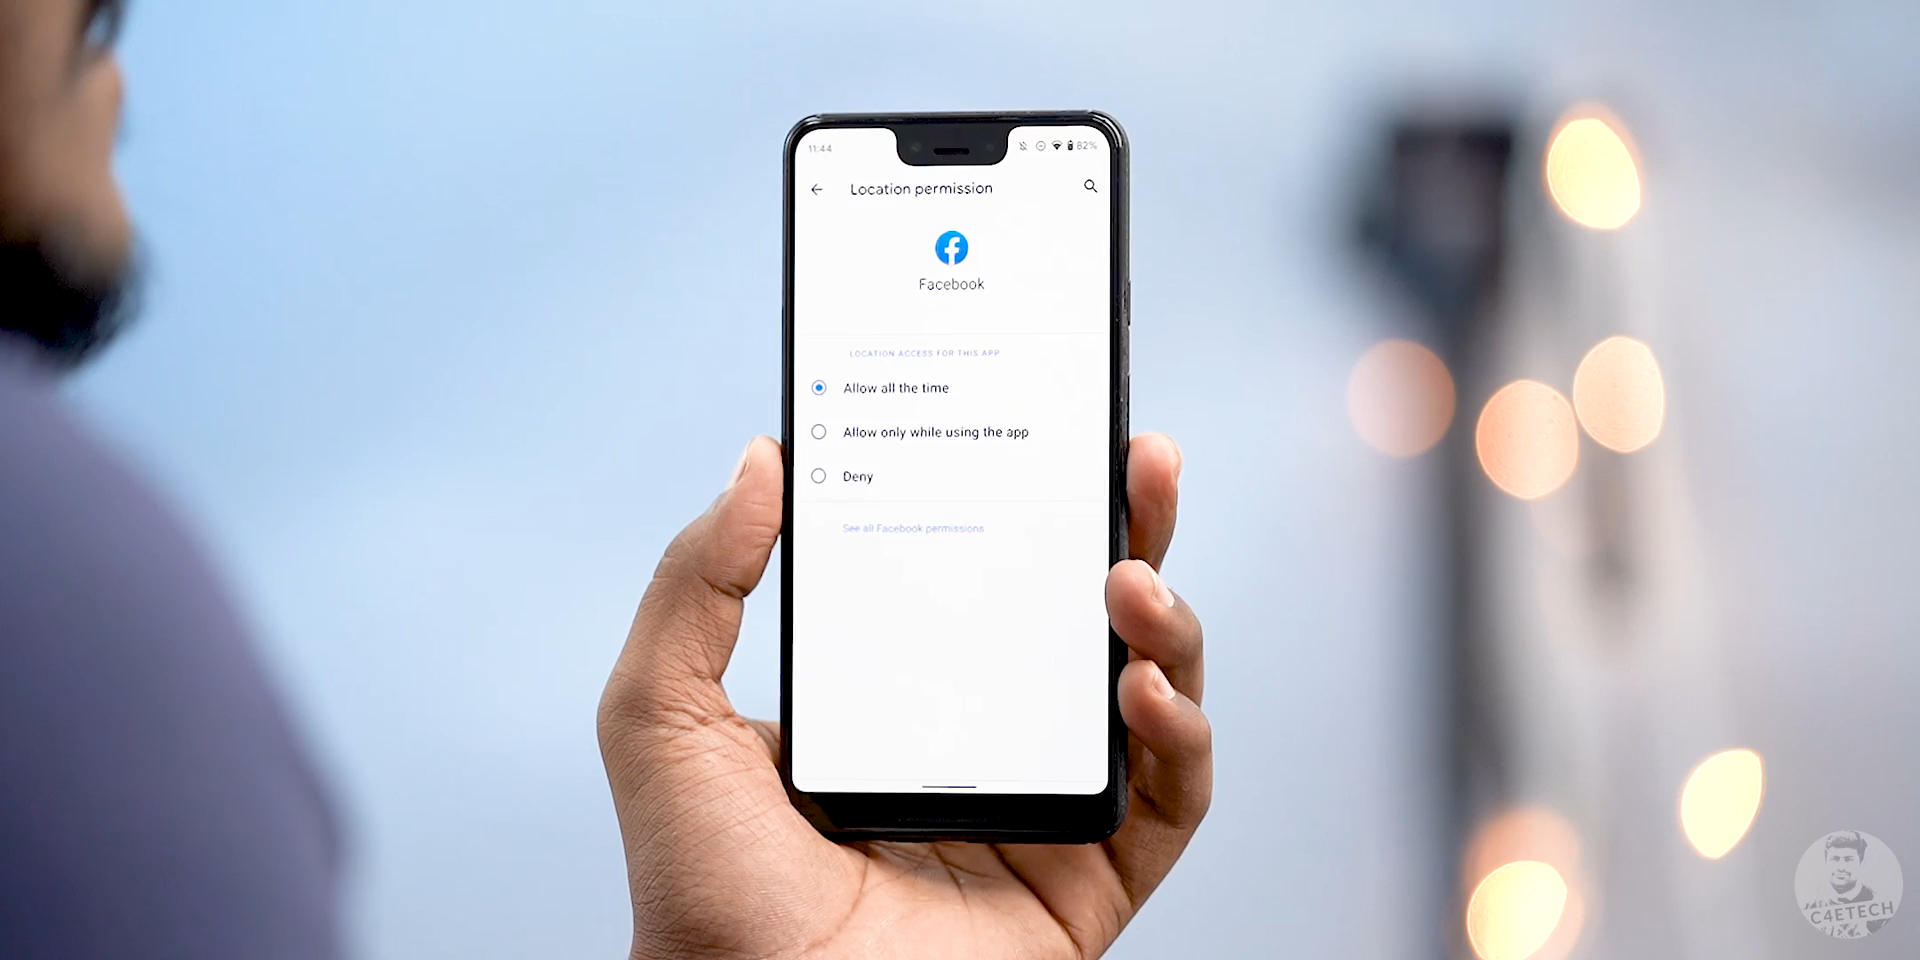 11:44
82%
Location permission
Facebook
LOCATION ACCESS FOR THIS APP
Allow all the time
Allow only while using the app
Deny
See all Facebook permissions
C4ETECH